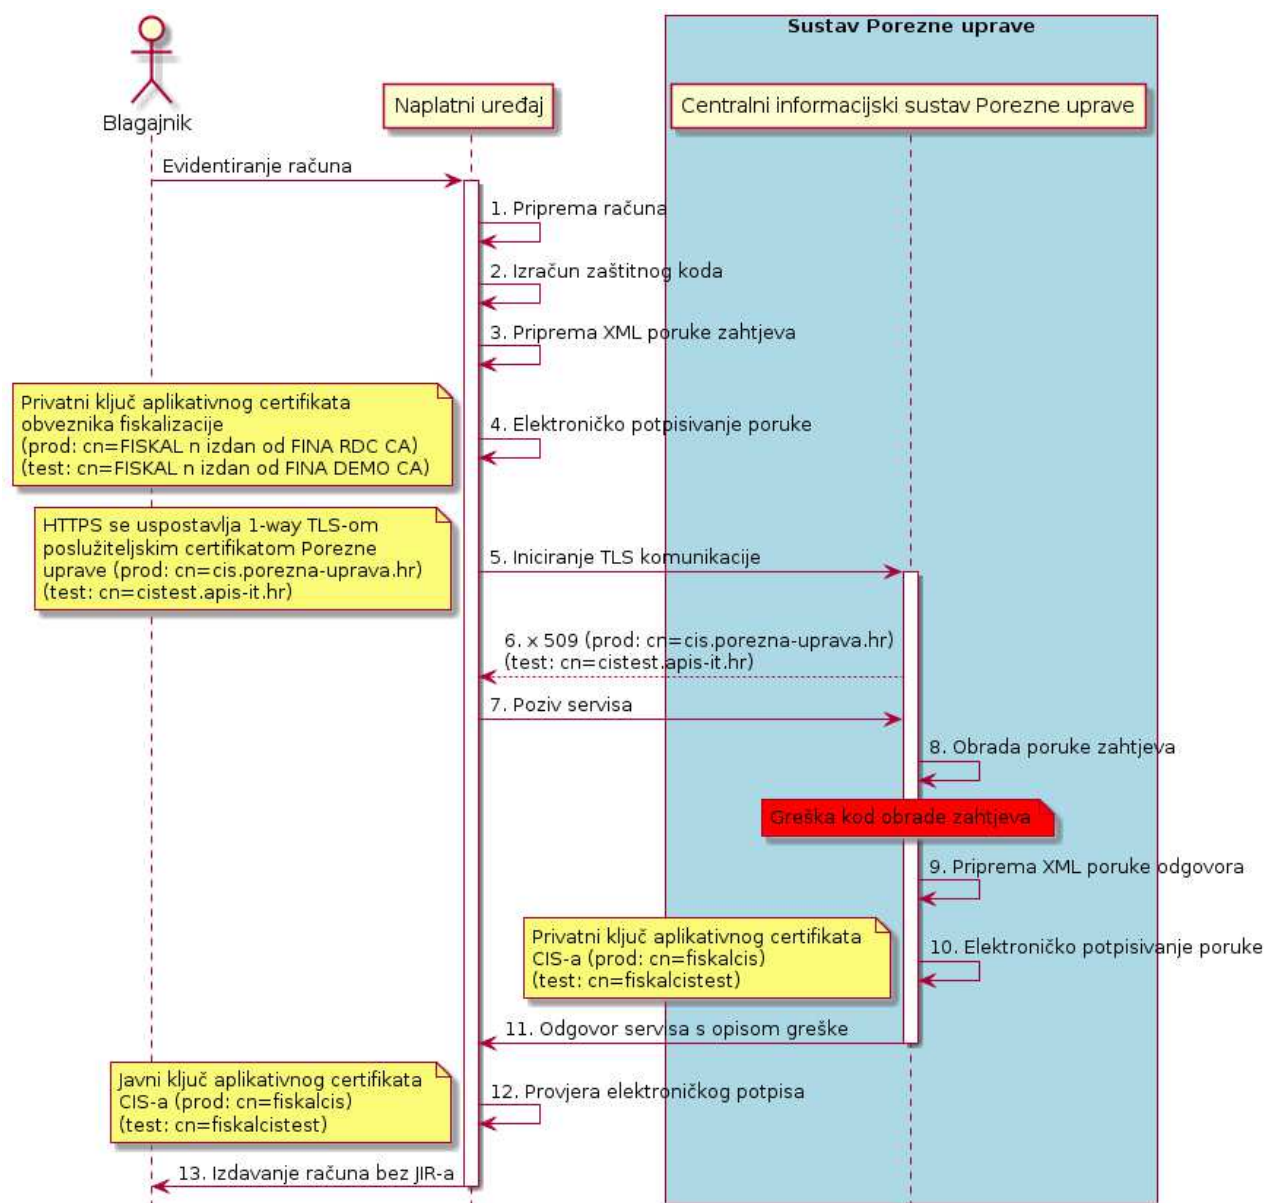 Sustav Porezne uprave
Blagajnik
Naplatni uređaj
Centralni informacijski sustav Porezne uprave
Evidentiranje računa
1. Priprema računa
2. Izračun zaštitnog koda
3. Priprema XML poruke zahtjeva
Privatni ključ aplikativnog certifikata
obveznika fiskalizacije
(prod: cn=FISKAL n izdan od FINA RDC CA)
(test: cn=FISKAL n izdan od FINA DEMO CA)
4. Elektroničko potpisivanje poruke
HTTPS se uspostavlja 1-way TLS-om
poslužiteljskim certifikatom Porezne
uprave (prod: cn=cis.porezna-uprava.hr)
(test: cn=cistest.apis-it.hr)
5. Iniciranje TLS komunikacije
6. x 509 (prod: cn=cis.porezna-uprava.hr)
(test: cn=cistest.apis-it.hr)
7. Poziv servisa
8. Obrada poruke zahtjeva
Greška kod obrade zahtjeva
9. Priprema XML poruke odgovora
Privatni ključ aplikativnog certifikata
CIS-a (prod: cn=fiskalcis)
(test: cn=fiskalcistest)
10. Elektroničko potpisivanje poruke
11. Odgovor servisa s opisom greške
Javni ključ aplikativnog certifikata
CIS-a (prod: cn=fiskalcis)
(test: cn=fiskalcistest)
12. Provjera elektroničkog potpisa
13. Izdavanje računa bez JIR-a